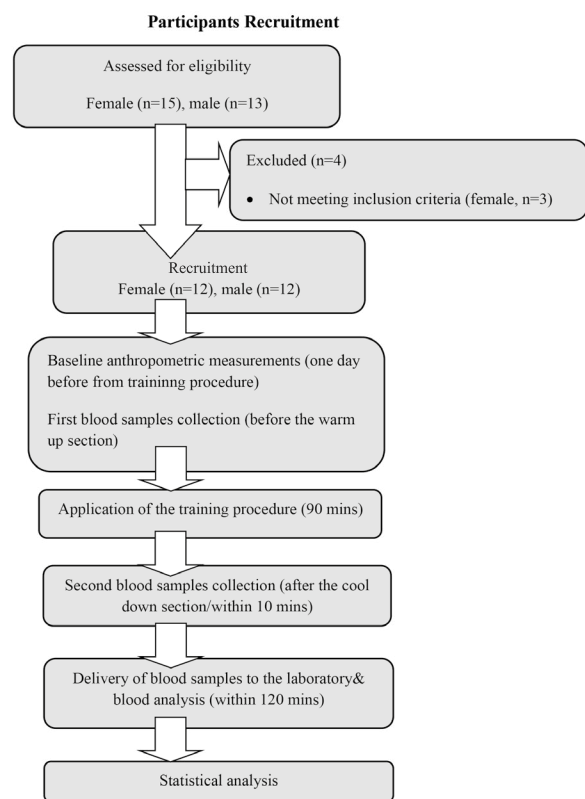 Participants Recruitment
Assessed for eligibility
Female (n=15), male (n=13)
Excluded (n=4)
• Not meeting inclusion criteria (female, n=3)
Recruitment
Female (n=12), male (n=12)
Baseline anthropometric measurements (one day
before from traininng procedure)
First blood samples collection (before the warm
up section)
Application of the training procedure (90 mins)
Second blood samples collection (after the cool
down section/within 10 mins)
Delivery of blood samples to the laboratory&
blood analysis (within 120 mins)
Statistical analysis